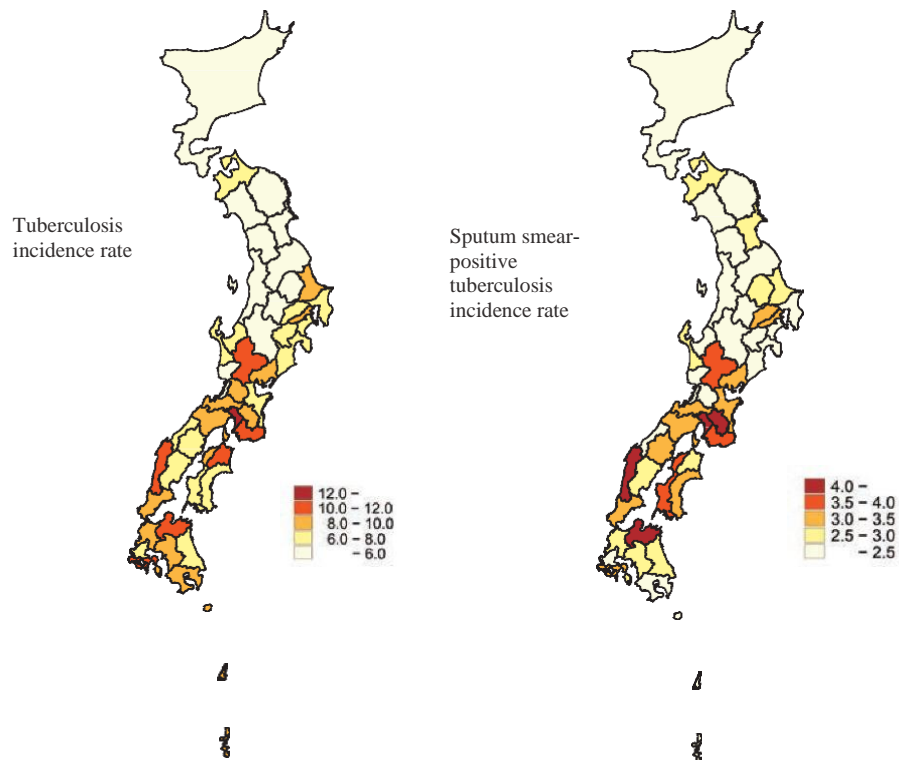 Tuberculosis
incidence rate
12.0 –
10.0 – 12.0
8.0 – 10.0
6.0 – 8.0
– 6.0
Sputum smear-
positive
tuberculosis
incidence rate
4.0 –
3.5 – 4.0
3.0 – 3.5
2.5 – 3.0
– 2.5